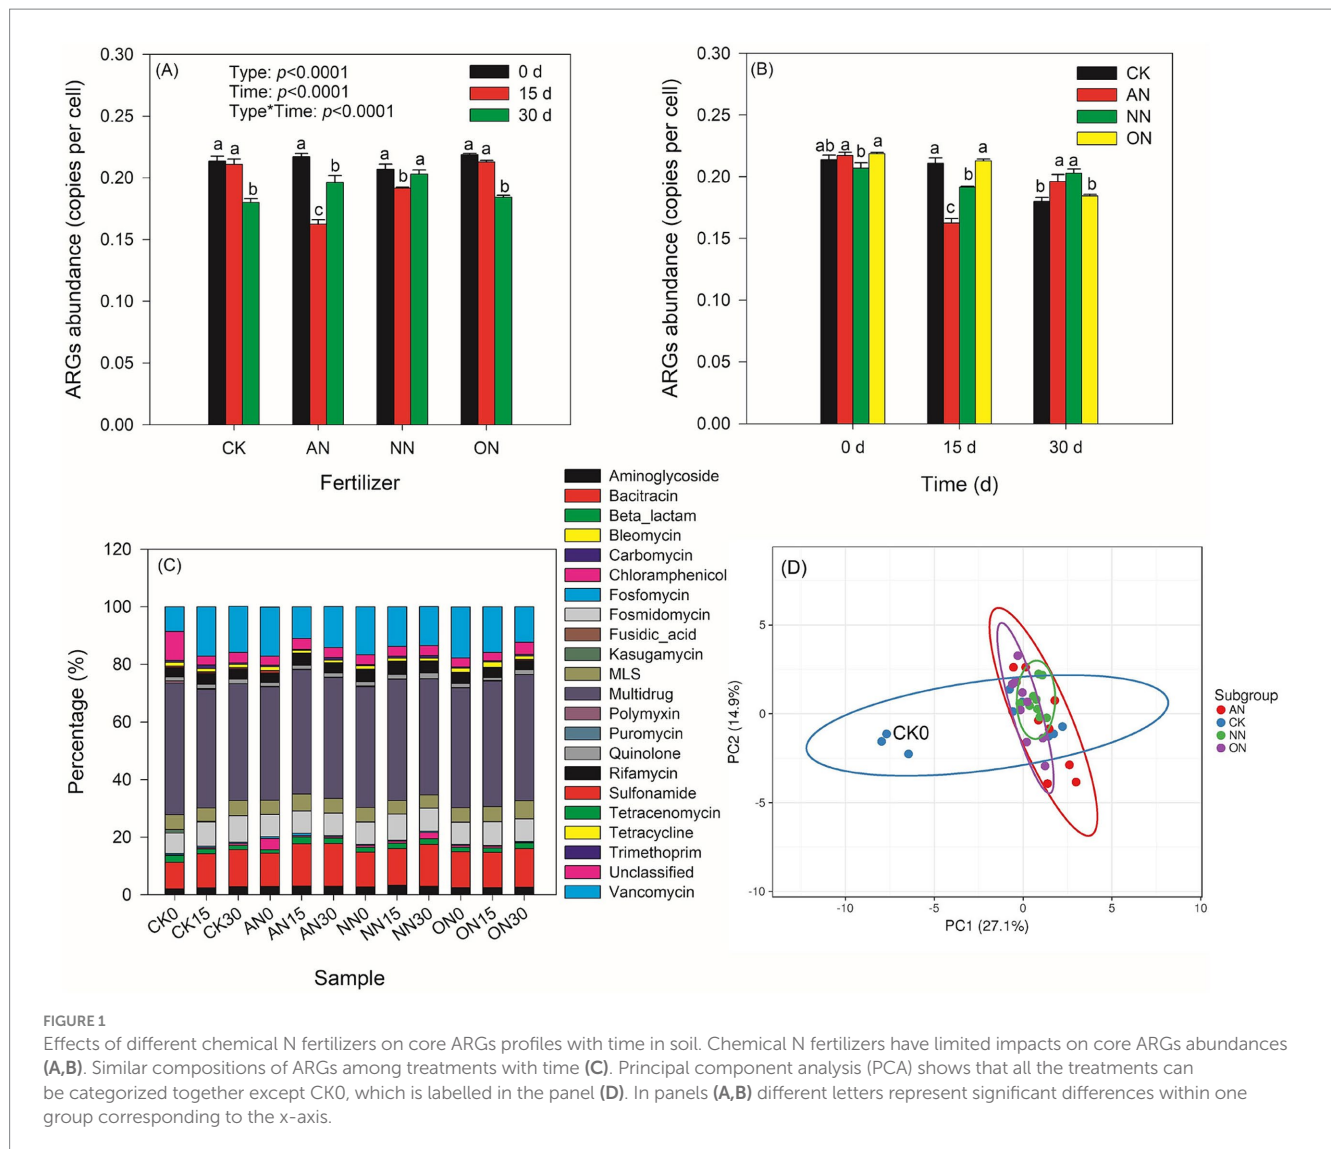 (A)
Type: p<0.0001
Time: p<0.0001
Type*Time: p<0.0001
0 d
15 d
30 d
ARGs abundance (copies per cell)
0.30
0.25
0.20
0.15
0.10
0.05
0.00
a a b
a c b
a b a
a a b
CK AN NN ON
Fertilizer
(B)
CK
AN
NN
ON
ARGs abundance (copies per cell)
0.30
0.25
0.20
0.15
0.10
0.05
0.00
ab a b a
a c b a
b a a b
0 d 15 d 30 d
Time (d)
(C)
Percentage (%)
120
100
80
60
40
20
0
CK0 CK15 CK30 AN0 AN15 AN30 NN0 NN15 NN30 ON0 ON15 ON30
Sample
Aminoglycoside
Bacitracin
Beta_lactam
Bleomycin
Carbomycin
Chloramphenicol
Fosfomycin
Fosmidomycin
Fusidic_acid
Kasugamycin
MLS
Multidrug
Polymyxin
Puromycin
Quinolone
Rifamycin
Sulfonamide
Tetracenomycin
Tetracycline
Trimethoprim
Unclassified
Vancomycin
(D)
PC2 (14.9%)
5
0
-5
-10
CK0
-10 -5 0 5 10
PC1 (27.1%)
Subgroup
AN
CK
NN
ON
FIGURE 1
Effects of different chemical N fertilizers on core ARGs profiles with time in soil. Chemical N fertilizers have limited impacts on core ARGs abundances
(A,B). Similar compositions of ARGs among treatments with time (C). Principal component analysis (PCA) shows that all the treatments can
be categorized together except CK0, which is labelled in the panel (D). In panels (A,B) different letters represent significant differences within one
group corresponding to the x-axis.